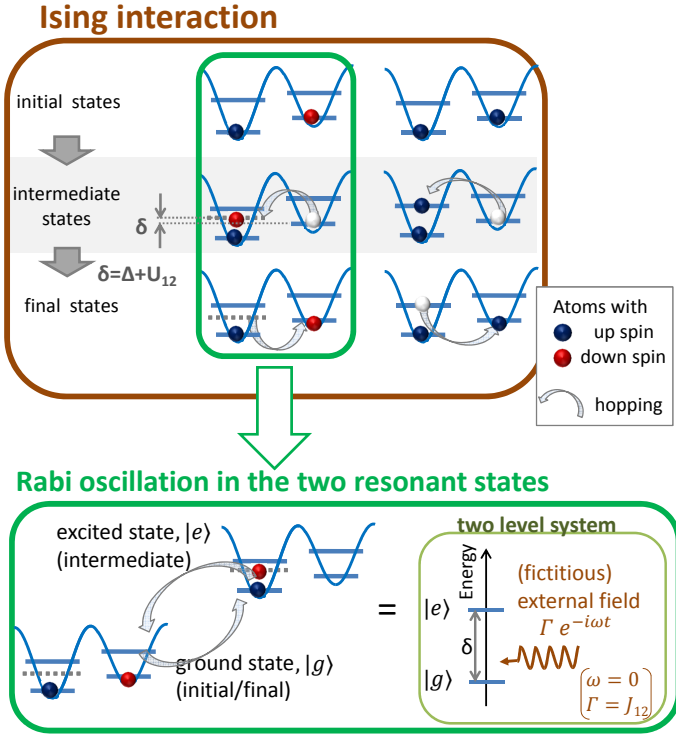 Ising interaction
initial states
intermediate
states
δ
δ=Δ+U₁₂
final states
Atoms with
up spin
down spin
hopping
Rabi oscillation in the two resonant states
excited state, |e⟩
(intermediate)
ground state, |g⟩
(initial/final)
=
two level system
Energy
(fictitious)
external field
Γ e^{-iωt}
|e⟩
δ
|g⟩
ω = 0
Γ = J₁₂